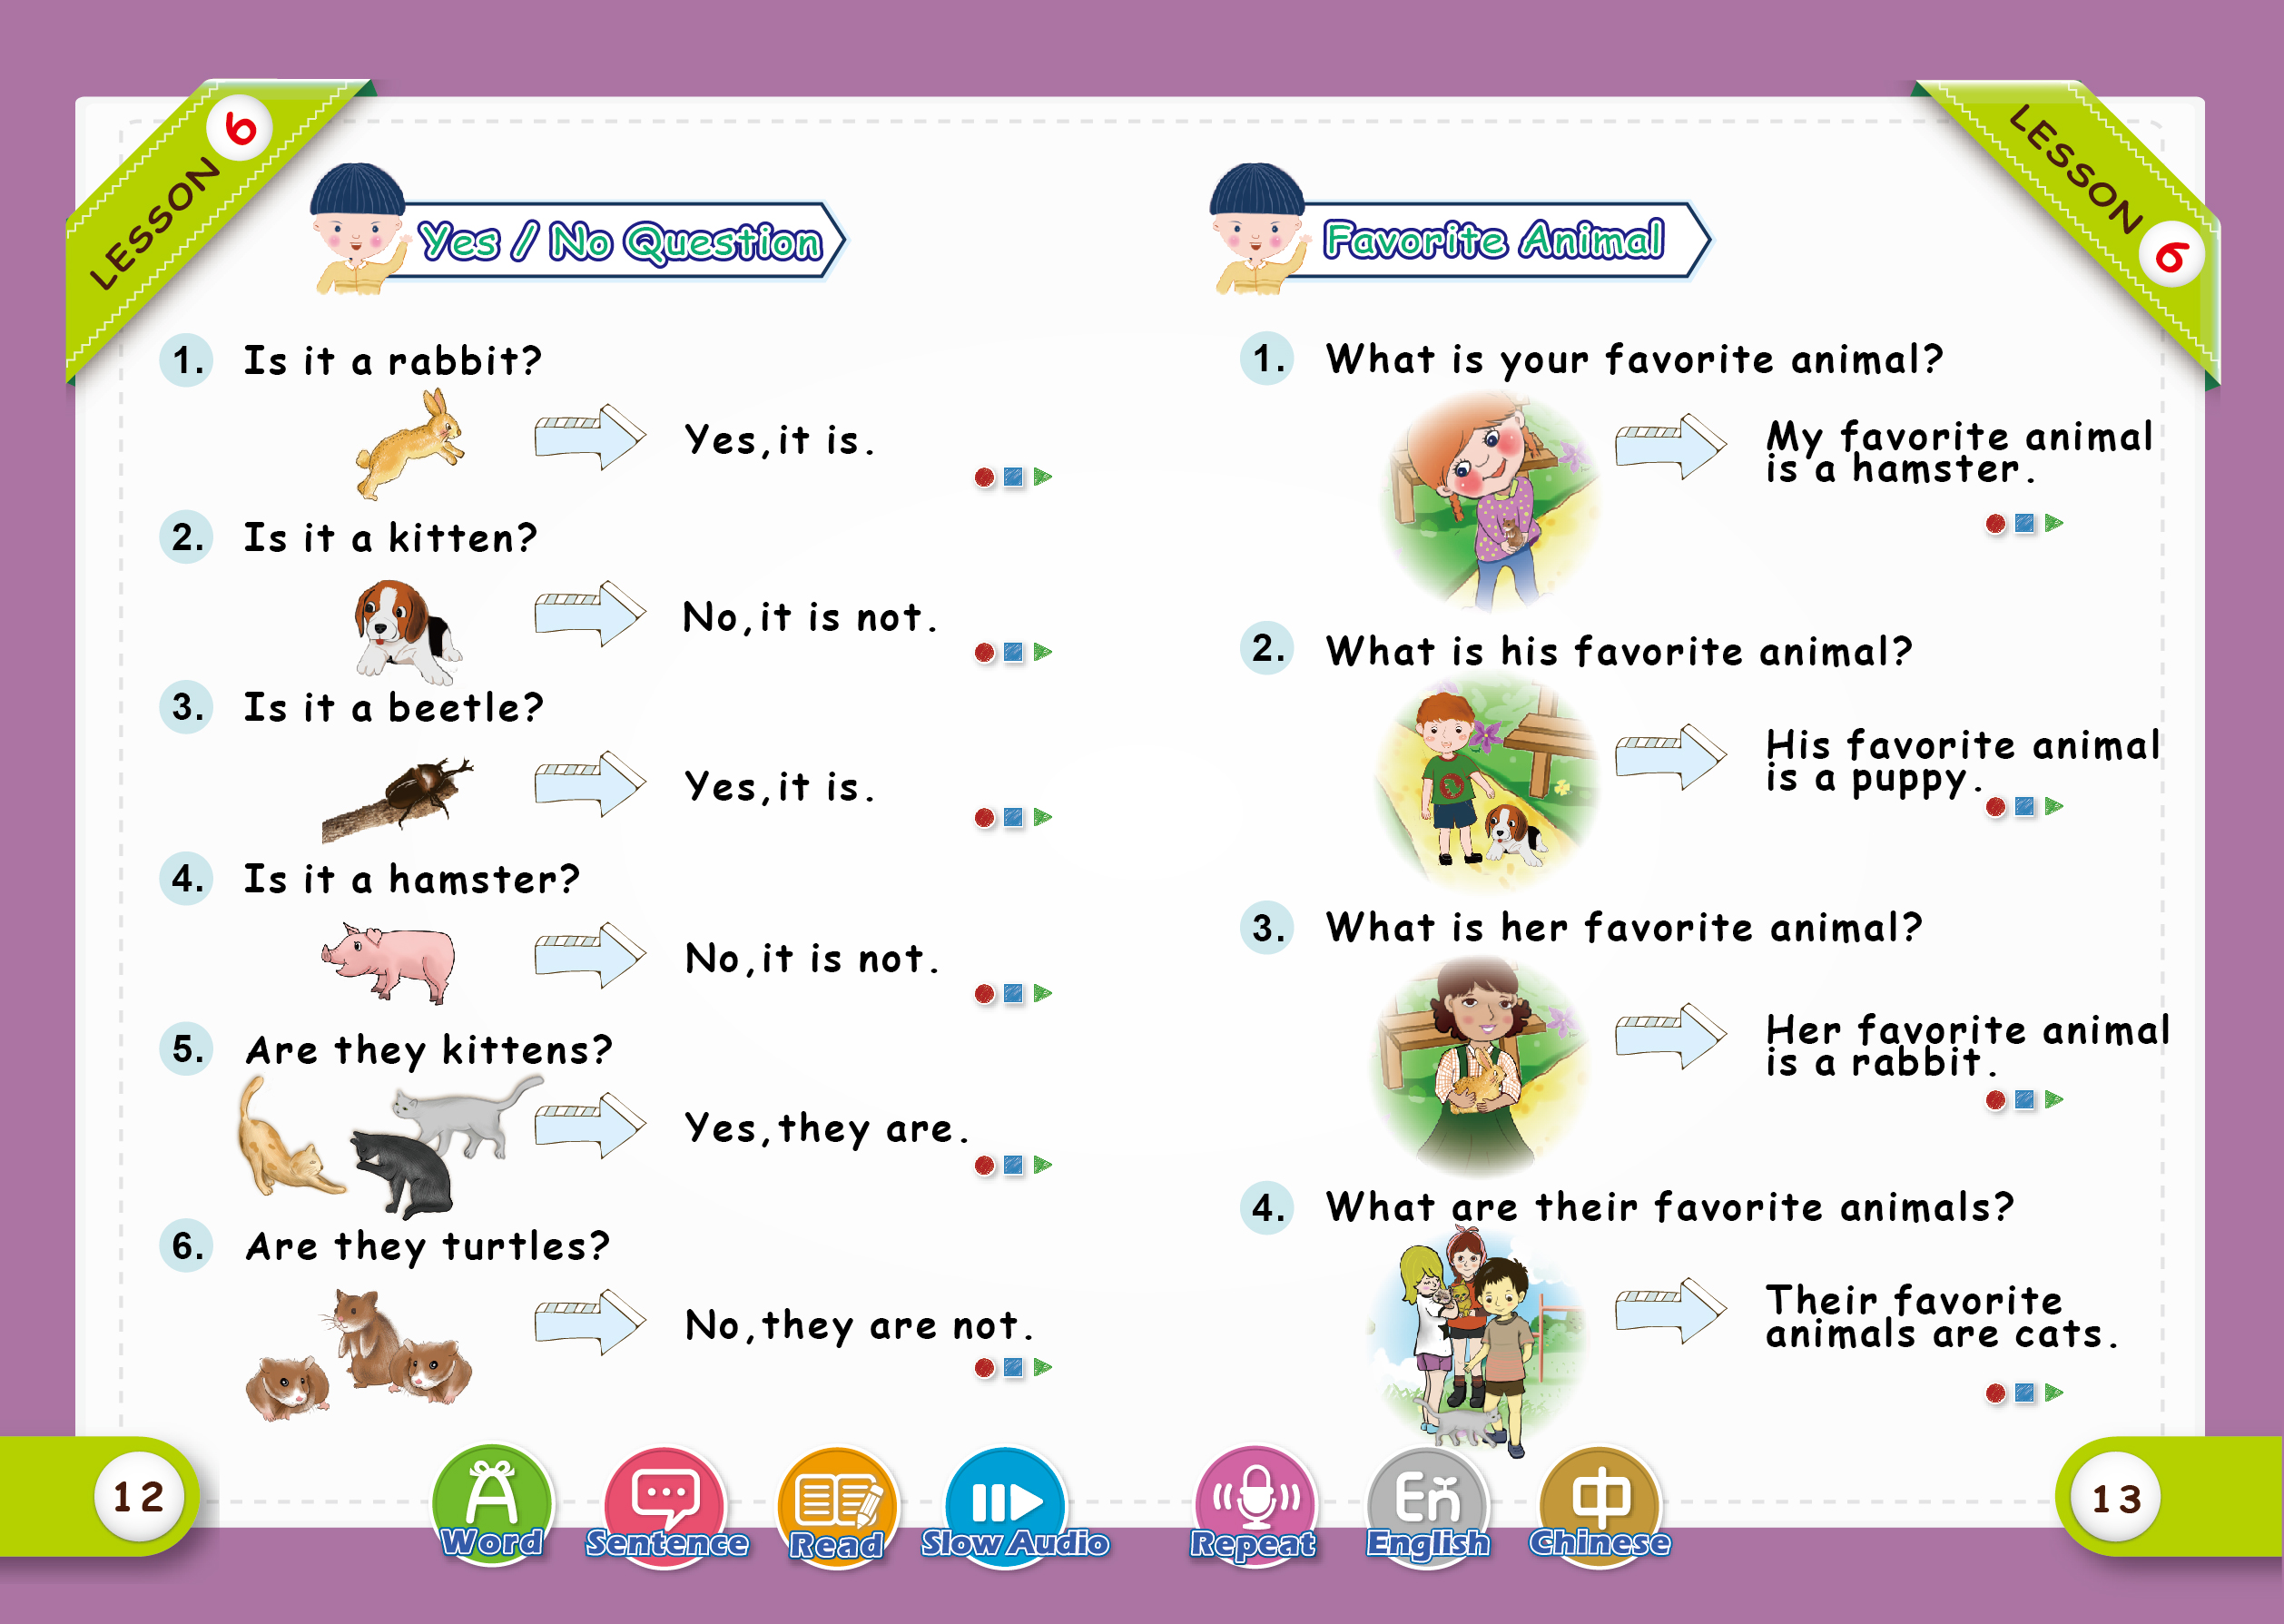 LESSON 6
Yes / No Question
1. Is it a rabbit?
Yes,it is.
2. Is it a kitten?
No,it is not.
3. Is it a beetle?
Yes,it is.
4. Is it a hamster?
No,it is not.
5. Are they kittens?
Yes,they are.
6. Are they turtles?
No,they are not.
12
LESSON 6
Favorite Animal
1. What is your favorite animal?
My favorite animal
is a hamster.
2. What is his favorite animal?
His favorite animal
is a puppy.
3. What is her favorite animal?
Her favorite animal
is a rabbit.
4. What are their favorite animals?
Their favorite
animals are cats.
A
Word
Sentence
Read
Slow Audio
Repeat
En
English
中
Chinese
13